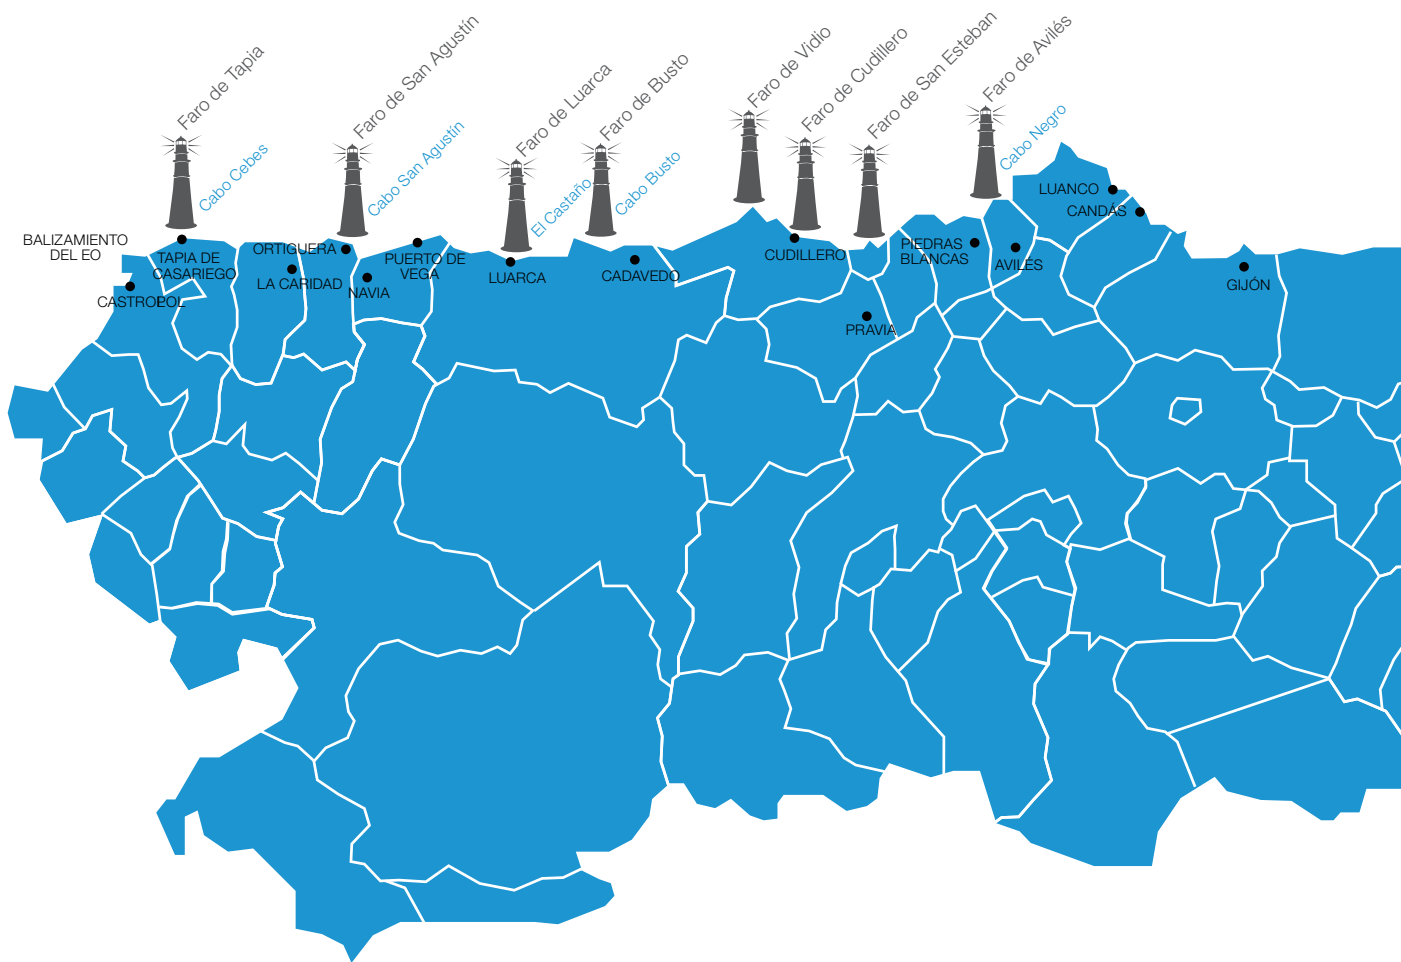 Faro de Tapia
Cabo Cebes
Faro de San Agustín
Cabo San Agustín
Faro de Luarca
El Castaño
Faro de Busto
Cabo Busto
Faro de Vidio
Faro de Cudillero
Faro de San Esteban
Faro de Avilés
Cabo Negro
BALIZAMIENTO
DEL EO
TAPIA DE
CASARIEGO
CASTROPOL
ORTIGUERA
LA CARIDAD
NAVIA
PUERTO DE
VEGA
LUARCA
CADAVEDO
CUDILLERO
PRAVIA
PIEDRAS
BLANCAS
AVILÉS
LUANCO
CANDÁS
GIJÓN